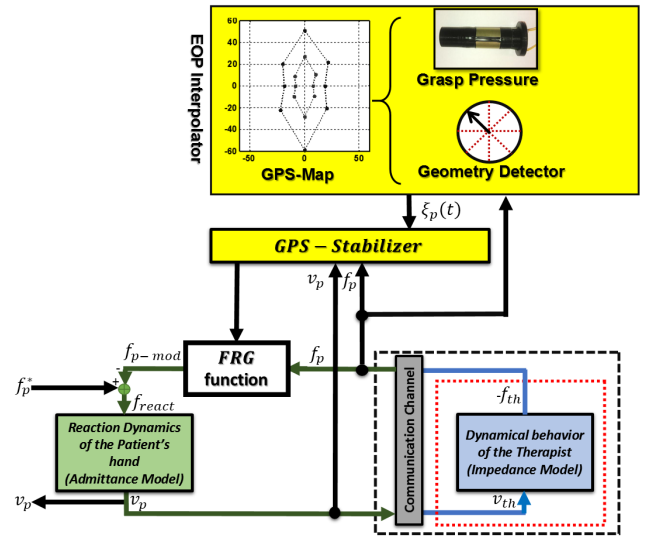 EOP Interpolator
60
40
20
0
-20
-40
-60
-50
0
50
GPS-Map
Grasp Pressure
Geometry Detector
ξₚ(t)
GPS − Stabilizer
vₚ
fₚ
fₚ₋ mod
FRG
function
fₚ
fₚ*
-
+
f_react
Reaction Dynamics
of the Patient's
hand
(Admittance Model)
vₚ
vₚ
Communication Channel
-fₜₕ
Dynamical behavior
of the Therapist
(Impedance Model)
vₜₕ